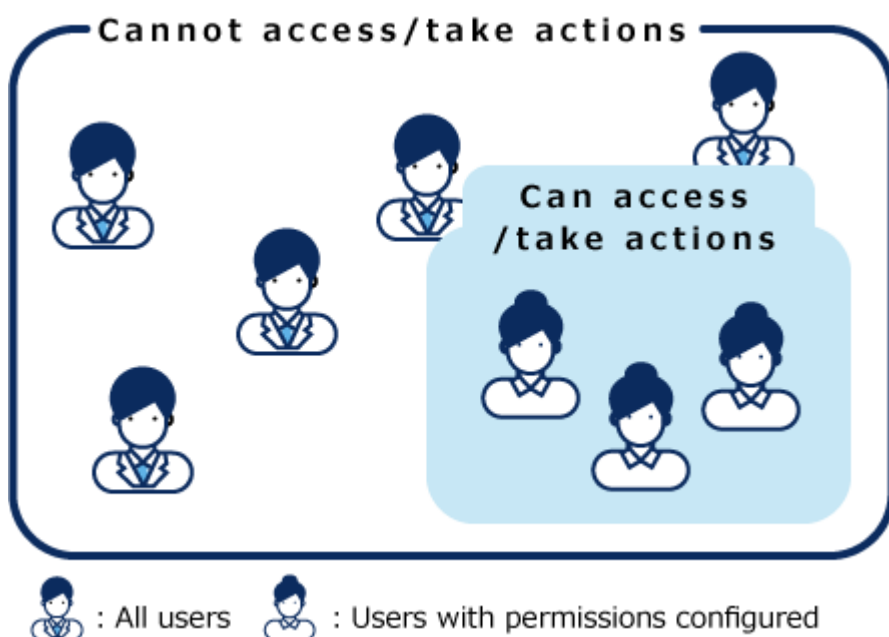 Cannot access/take actions
Can access
/take actions
: All users
: Users with permissions configured